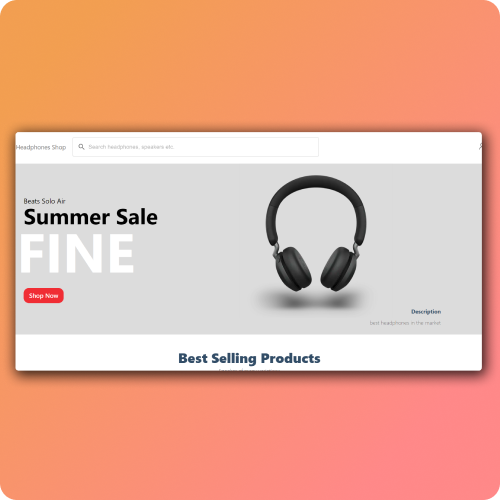 Headphones Shop
Search headphones, speakers etc
Beats Solo Air
Summer Sale
FINE
Shop Now
Description
best headphones in the market
Best Selling Products